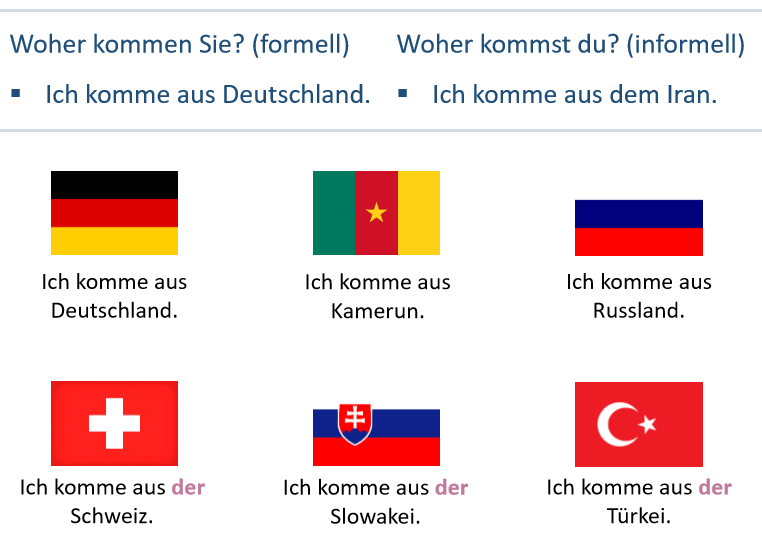 Woher kommen Sie? (formell)
▪ Ich komme aus Deutschland.
Woher kommst du? (informell)
▪ Ich komme aus dem Iran.
Ich komme aus
Deutschland.
Ich komme aus
Kamerun.
Ich komme aus
Russland.
Ich komme aus der
Schweiz.
Ich komme aus der
Slowakei.
Ich komme aus der
Türkei.